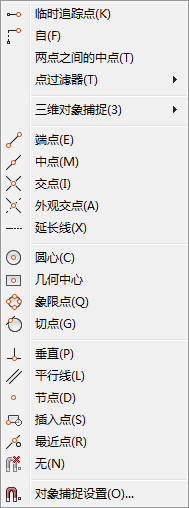 临时追踪点(K)
自(F)
两点之间的中点(T)
点过滤器(T)
三维对象捕捉(3)
端点(E)
中点(M)
交点(I)
外观交点(A)
延长线(X)
圆心(C)
几何中心
象限点(Q)
切点(G)
垂直(P)
平行线(L)
节点(D)
插入点(S)
最近点(R)
无(N)
对象捕捉设置(O)...